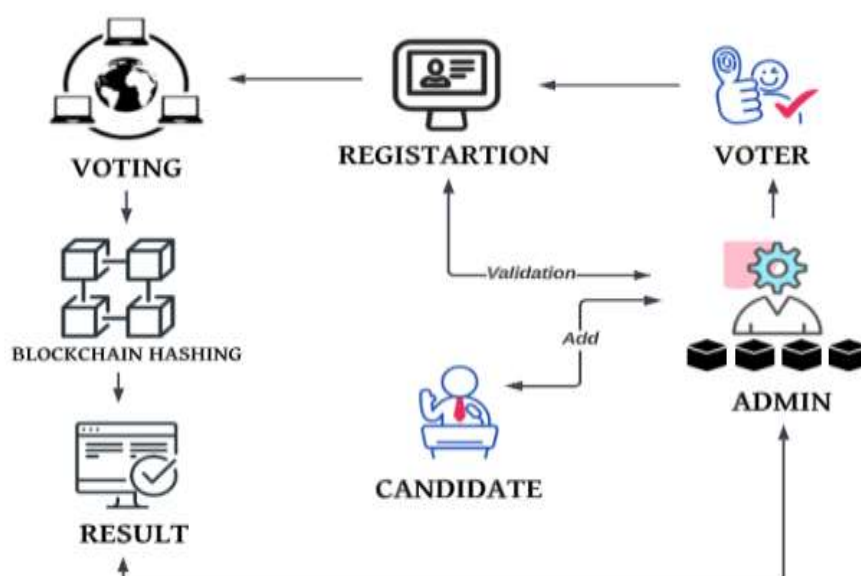 VOTING
REGISTARTION
VOTER
Validation
BLOCKCHAIN HASHING
Add
ADMIN
CANDIDATE
RESULT